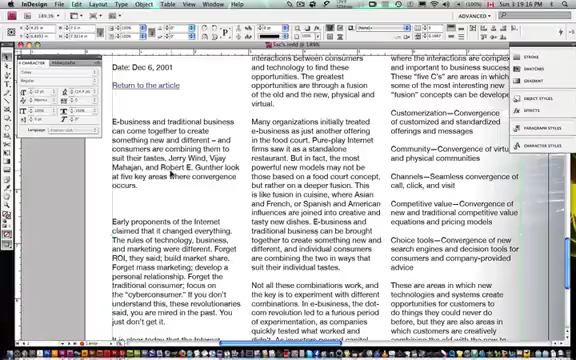 InDesign File Edit Layout Type Object Table View Window Help
Sun 3:19:16 PM
ADVANCED
CHARACTER PARAGRAPH
Regular
Language:
STROKE
SWATCHES
GRADIENT
OBJECT STYLES
EFFECTS
PARAGRAPH STYLES
CHARACTER STYLES
Date: Dec 6, 2001
Return to the article
E-business and traditional business
can come together to create
something new and different – and
consumers are combining them to
suit their tastes, Jerry Wind, Vijay
Mahajan, and Robert E. Gunther look
at five key areas where convergence
occurs.
Early proponents of the Internet
claimed that it changed everything.
The rules of technology, business,
and marketing were different. Forget
ROI, they said; build market share.
Forget mass marketing; develop a
personal relationship. Forget the
traditional consumer; focus on
the "cyberconsumer." If you don't
understand this, these revolutionaries
said, you are mired in the past. You
just don't get it.
It is clear today that the Internet
interactions between consumers
and technology to find these
opportunities. The greatest
opportunities are through a fusion
of the old and the new, physical and
virtual.
Many organizations initially treated
e-business as just another offering
in the food court. Pure-play Internet
firms saw it as a standalone
restaurant. But in fact, the most
powerful new models may not be
those based on a food court concept,
but rather on a deeper fusion. This
is like fusion in cuisine, where Asian
and French, or Spanish and American
influences are joined into creative and
tasty new dishes. E-business and
traditional business can be brought
together to create something new and
different, and individual consumers
are combining the two in ways that
suit their individual tastes.
Not all these combinations work, and
the key is to experiment with different
combinations. In e-business, the dot-
com revolution led to a furious period
of experimentation, as companies
quickly tested what worked and
where the interactions are complex
and important to business success.
These "five C's" are areas in which
some of the most important new
"fusion" concepts can be developed
Customerization—Convergence
of customized and standardized
offerings and messages
Community—Convergence of virtual
and physical communities
Channels—Seamless convergence of
call, click, and visit
Competitive value—Convergence of
new and traditional competitive value
equations and pricing models
Choice tools—Convergence of new
search engines and decision tools for
consumers and company-provided
advice
These are areas in which new
technologies and systems create
opportunities for customers to
do things they could never do
before, but they also are areas in
which customers are creatively